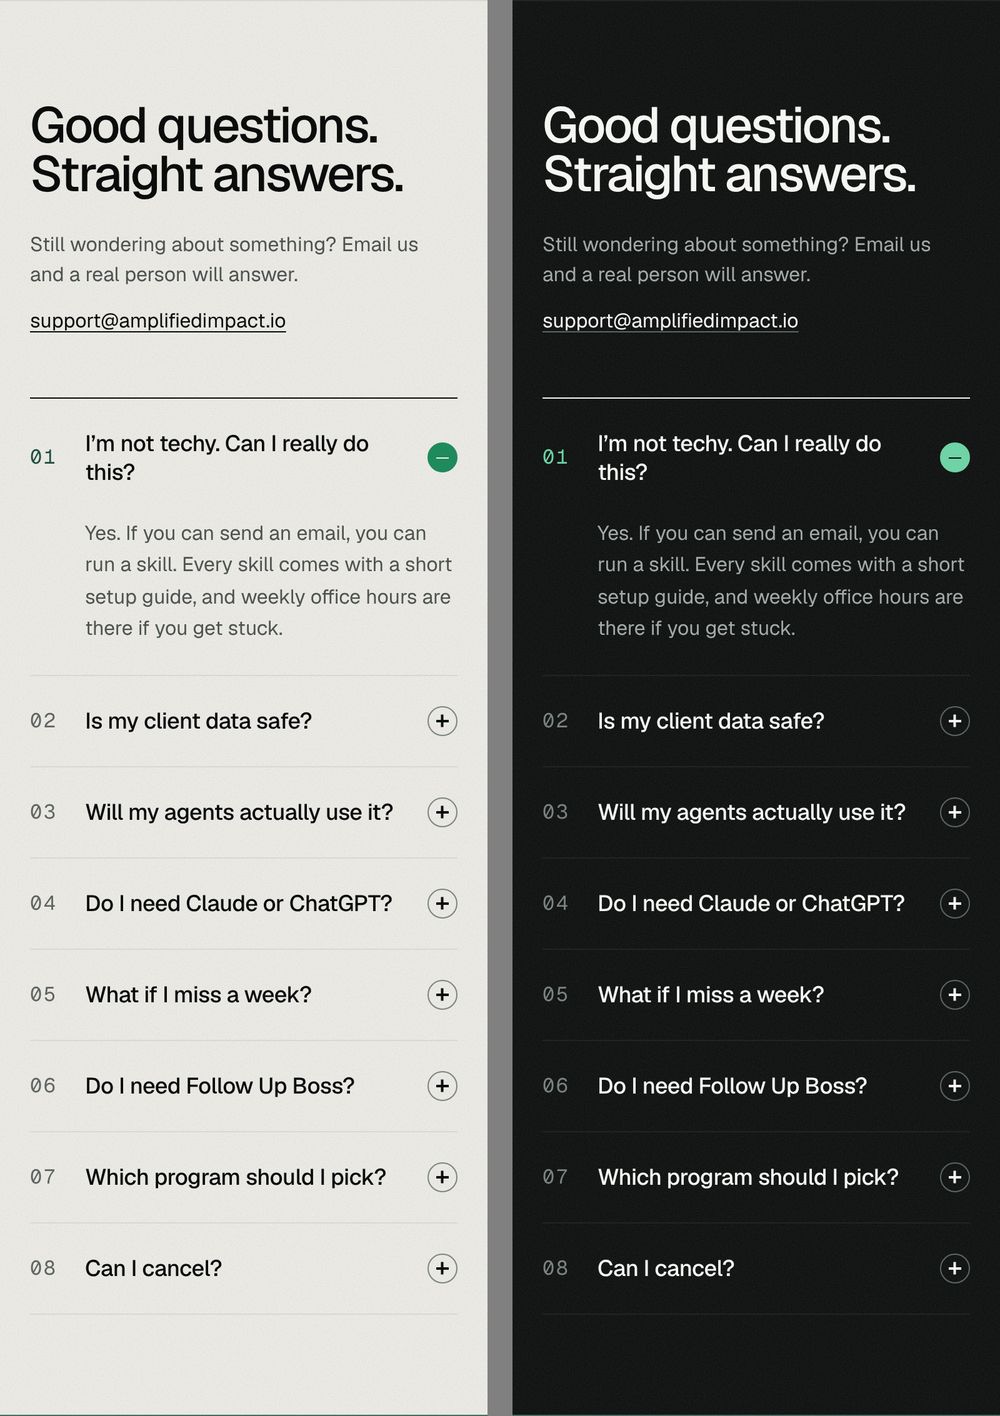 Good questions.
Straight answers.
Still wondering about something? Email us
and a real person will answer.
support@amplifiedimpact.io
01
I’m not techy. Can I really do
this?
Yes. If you can send an email, you can
run a skill. Every skill comes with a short
setup guide, and weekly office hours are
there if you get stuck.
02 Is my client data safe?
03 Will my agents actually use it?
04 Do I need Claude or ChatGPT?
05 What if I miss a week?
06 Do I need Follow Up Boss?
07 Which program should I pick?
08 Can I cancel?
Good questions.
Straight answers.
Still wondering about something? Email us
and a real person will answer.
support@amplifiedimpact.io
01
I’m not techy. Can I really do
this?
Yes. If you can send an email, you can
run a skill. Every skill comes with a short
setup guide, and weekly office hours are
there if you get stuck.
02 Is my client data safe?
03 Will my agents actually use it?
04 Do I need Claude or ChatGPT?
05 What if I miss a week?
06 Do I need Follow Up Boss?
07 Which program should I pick?
08 Can I cancel?